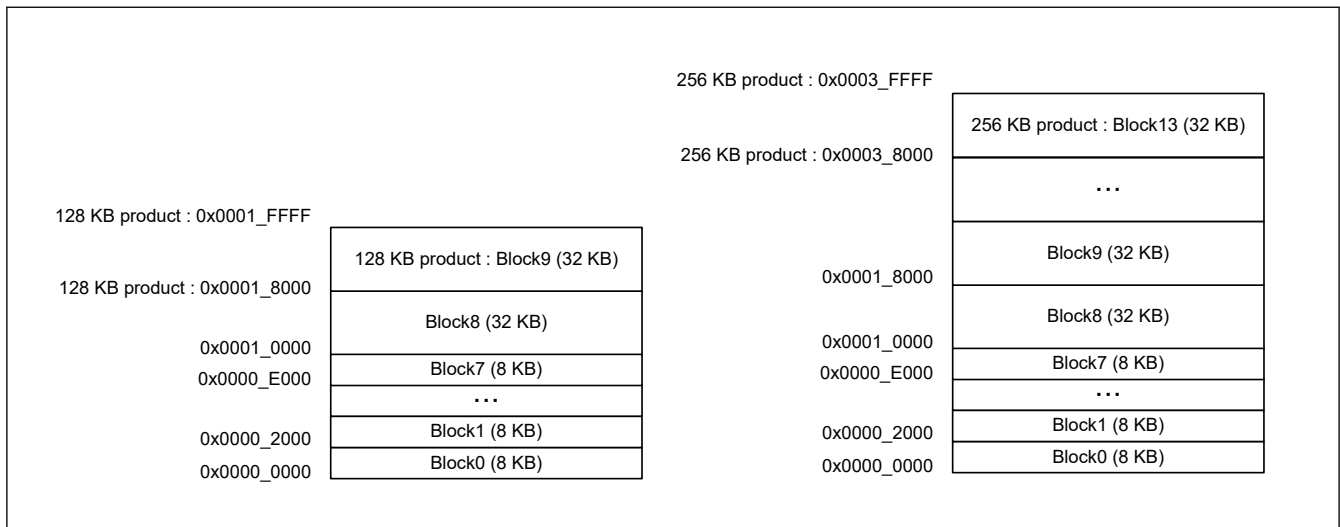 128 KB product : 0x0001_FFFF
128 KB product : Block9 (32 KB)
128 KB product : 0x0001_8000
Block8 (32 KB)
0x0001_0000
Block7 (8 KB)
0x0000_E000
...
Block1 (8 KB)
0x0000_2000
Block0 (8 KB)
0x0000_0000
256 KB product : 0x0003_FFFF
256 KB product : Block13 (32 KB)
256 KB product : 0x0003_8000
...
Block9 (32 KB)
0x0001_8000
Block8 (32 KB)
0x0001_0000
Block7 (8 KB)
0x0000_E000
...
Block1 (8 KB)
0x0000_2000
Block0 (8 KB)
0x0000_0000